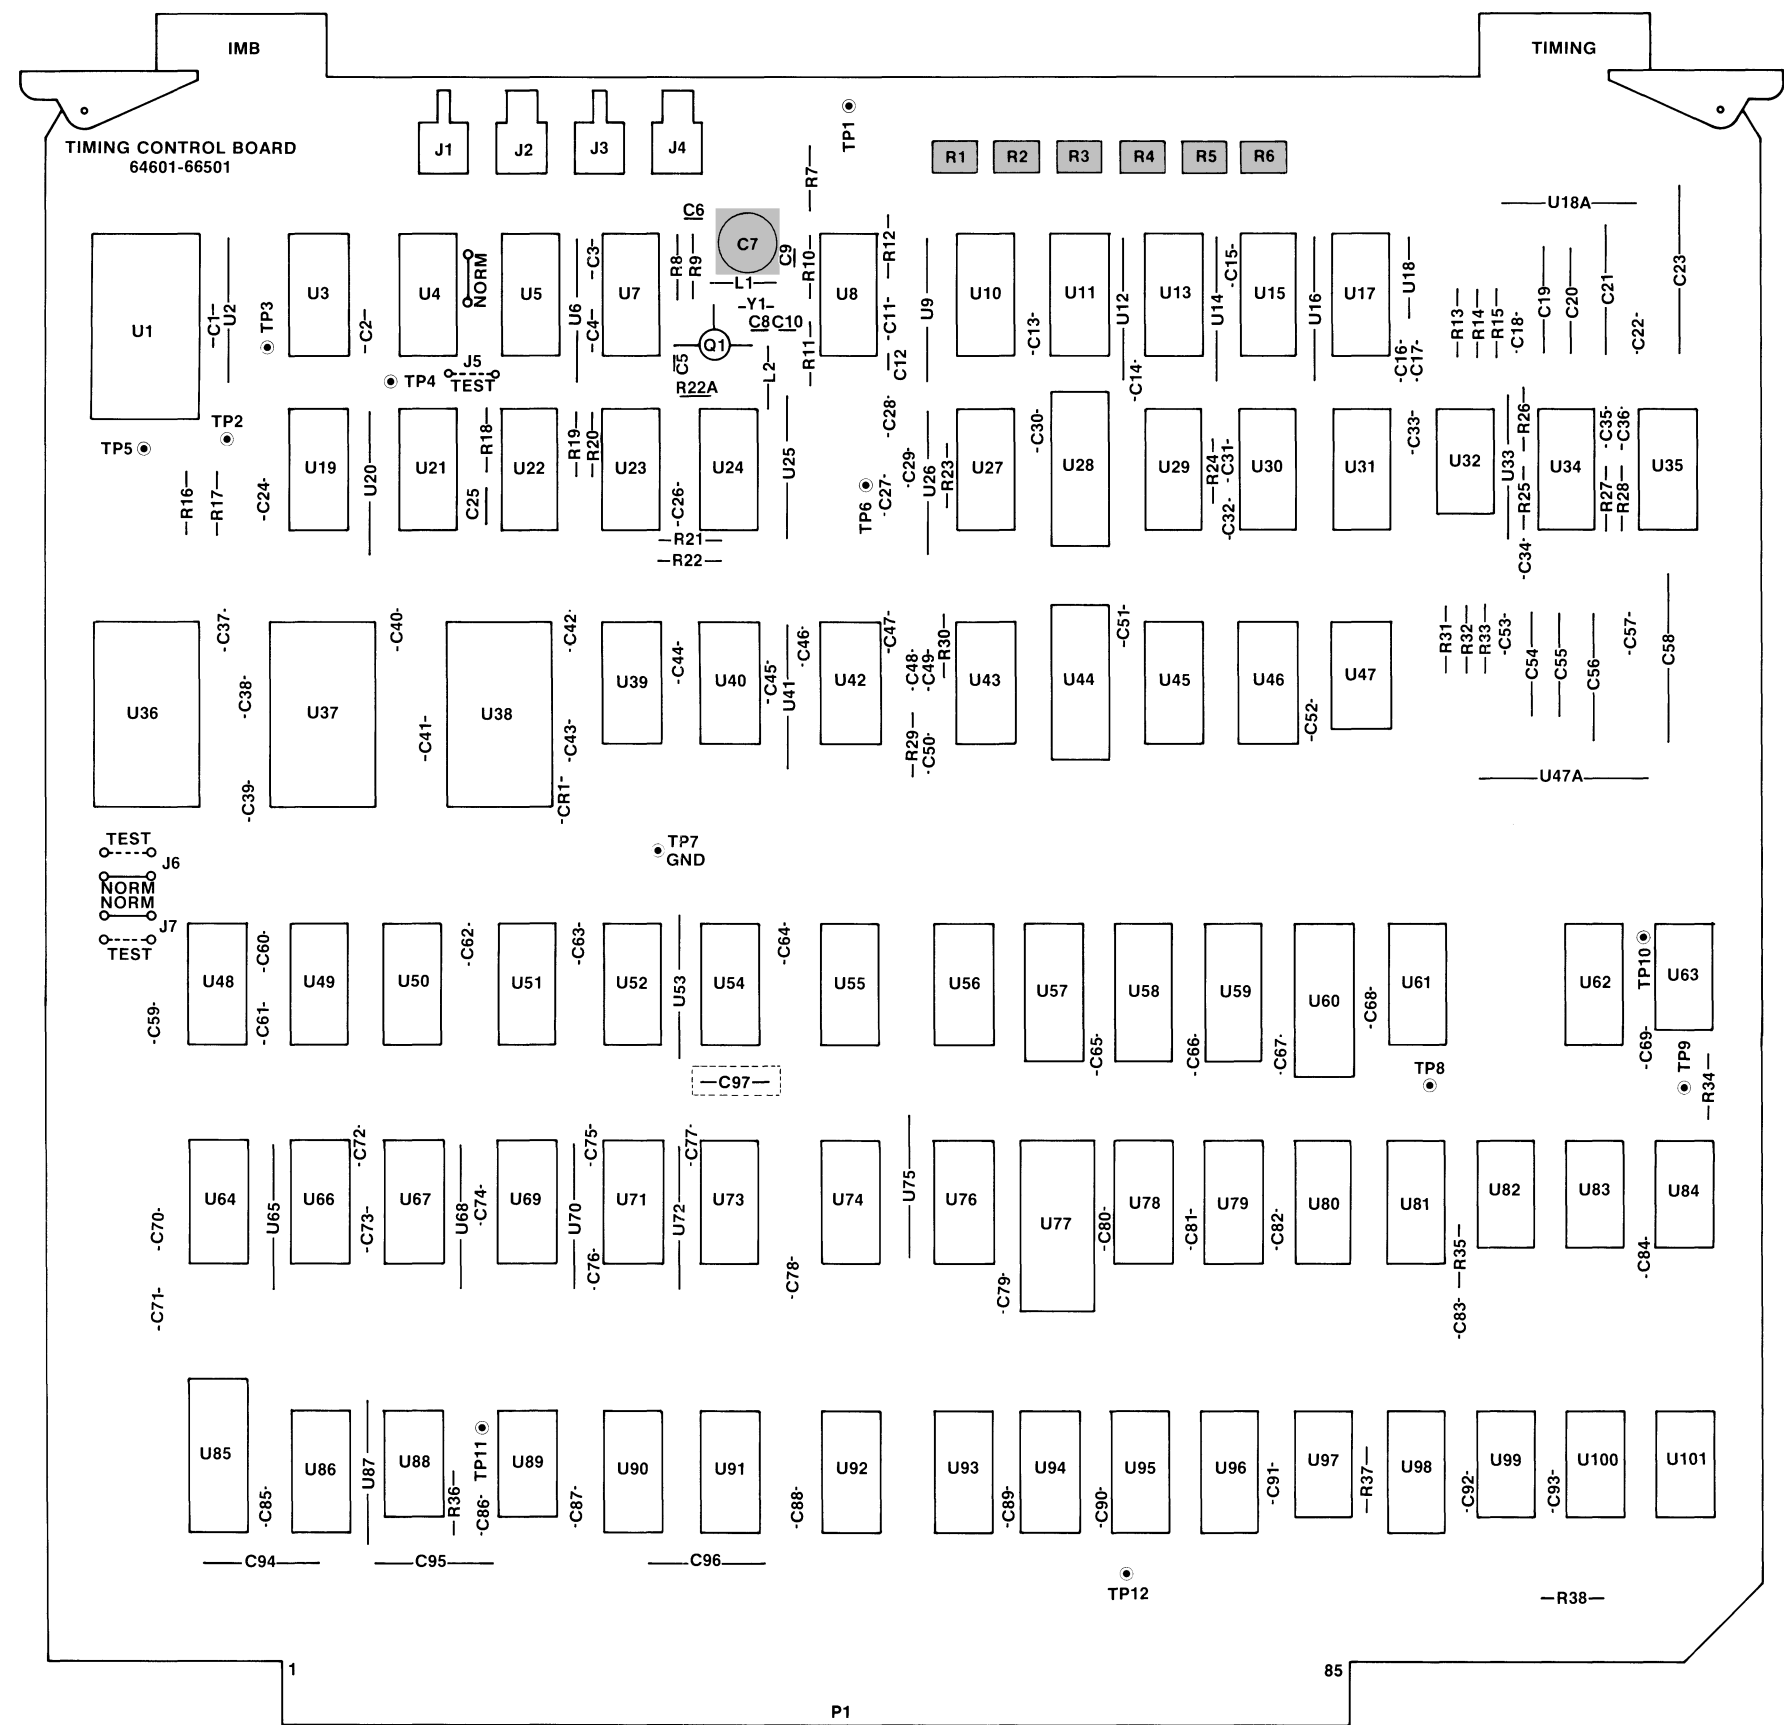 IMB
TIMING
TIMING CONTROL BOARD
64601-66501
J1
J2
J3
J4
TP1
R1
R2
R3
R4
R5
R6
R7
U18A
C6
C7
C9
R8
R9
R10
R12
L1
Y1
C8
C10
Q1
C5
R22A
L2
R11
U1
C1
U2
TP3
U3
C2
U4
NORM
U5
U6
C3
C4
U7
U8
C11
C12
U9
U10
C13
U11
U12
C14
U13
U14
C15
U15
U16
U17
U18
C16
C17
R13
R14
R15
C18
C19
C20
C21
C22
C23
J5
TEST
TP4
TP5
TP2
R16
R17
C24
U19
U20
U21
R18
C25
U22
R19
R20
U23
C26
U24
R21
R22
U25
C28
TP6
C27
C29
U26
R23
U27
C30
U28
U29
R24
C31
C32
U30
U31
C33
U32
U33
R26
R25
C34
U34
C35
C36
R27
R28
U35
U36
C37
C38
C39
U37
C40
C41
U38
C42
C43
CR1
U39
C44
U40
C45
U41
C46
U42
C47
C48
C49
R30
R29
C50
U43
U44
C51
U45
U46
C52
U47
R31
R32
R33
C53
C54
C55
C56
C57
C58
U47A
TEST
J6
NORM
NORM
J7
TEST
TP7
GND
C59
U48
C60
C61
U49
U50
C62
U51
C63
U52
U53
U54
C64
C97
U55
U56
U57
C65
U58
C66
U59
C67
U60
C68
U61
TP8
U62
TP10
C69
U63
TP9
R34
C70
C71
U64
U65
U66
C72
C73
U67
U68
C74
U69
U70
C75
C76
U71
U72
C77
U73
C78
U74
U75
U76
C79
U77
C80
U78
C81
U79
C82
U80
U81
R35
C83
U82
U83
C84
U84
U85
C85
U86
U87
U88
R36
TP11
C86
U89
C87
U90
U91
C88
U92
U93
C89
U94
C90
U95
U96
C91
U97
R37
U98
C92
U99
C93
U100
U101
C94
C95
C96
TP12
R38
1
85
P1